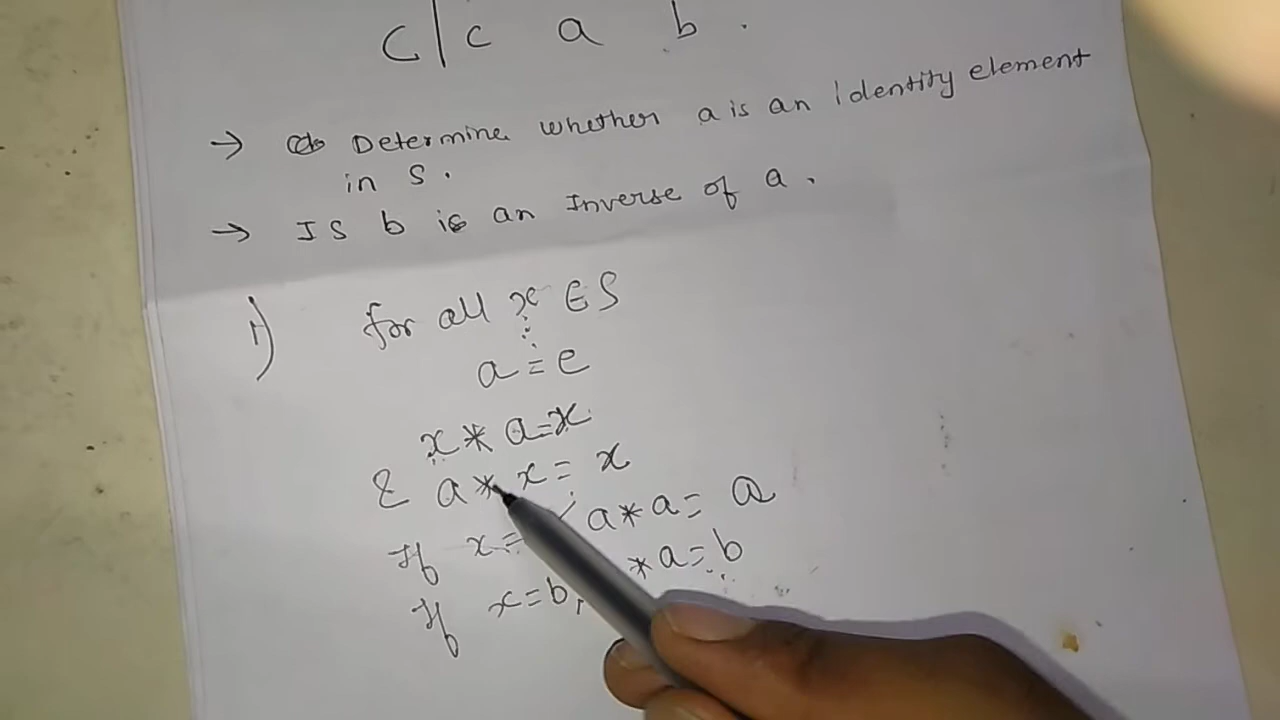 C | c a b .
→ Determine whether a is an Identity element
in S .
→ IS b is an Inverse of a .
1) for all x ∈ S
a = e
x * a = x
& a * x = x
If x = , a * a = a
If x = b, * a = b